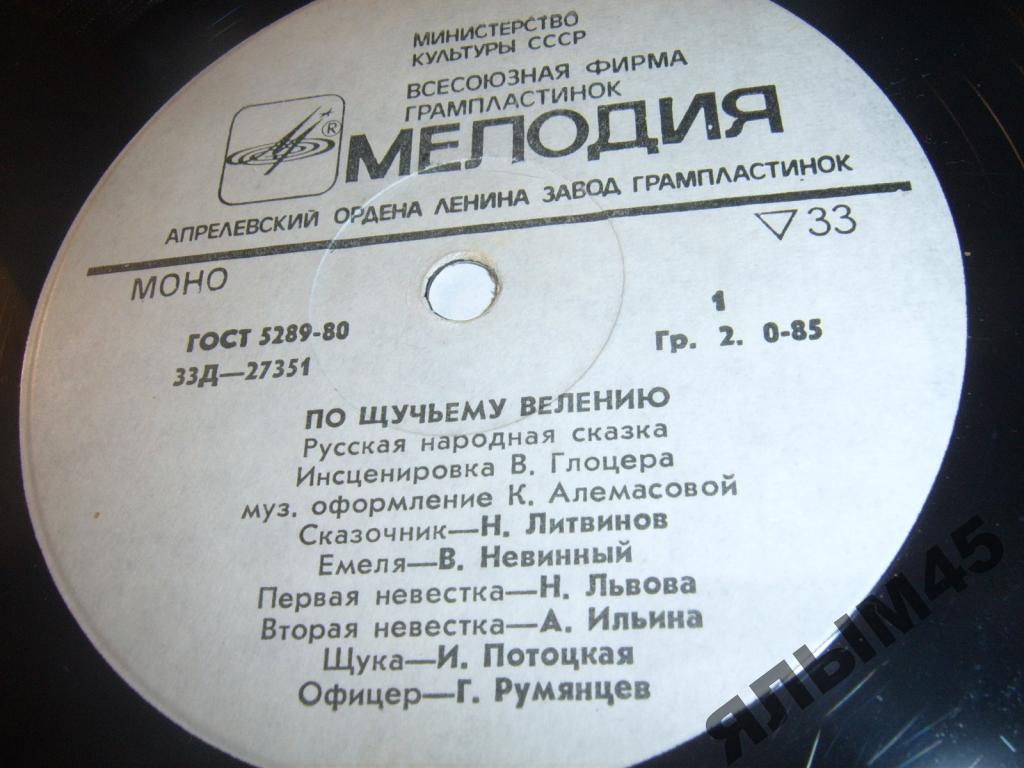 МИНИСТЕРСТВО
КУЛЬТУРЫ СССР
ВСЕСОЮЗНАЯ ФИРМА
ГРАМПЛАСТИНОК
® МЕЛОДИЯ
АПРЕЛЕВСКИЙ ОРДЕНА ЛЕНИНА ЗАВОД ГРАМПЛАСТИНОК
МОНО ▽33
ГОСТ 5289-80 1
33Д—27351 Гр. 2. 0-85
ПО ЩУЧЬЕМУ ВЕЛЕНИЮ
Русская народная сказка
Инсценировка В. Глоцера
муз. оформление К. Алемасовой
Сказочник—Н. Литвинов
Емеля—В. Невинный
Первая невестка—Н. Львова
Вторая невестка—А. Ильина
Щука—И. Потоцкая
Офицер—Г. Румянцев
ЯЛЫМ45